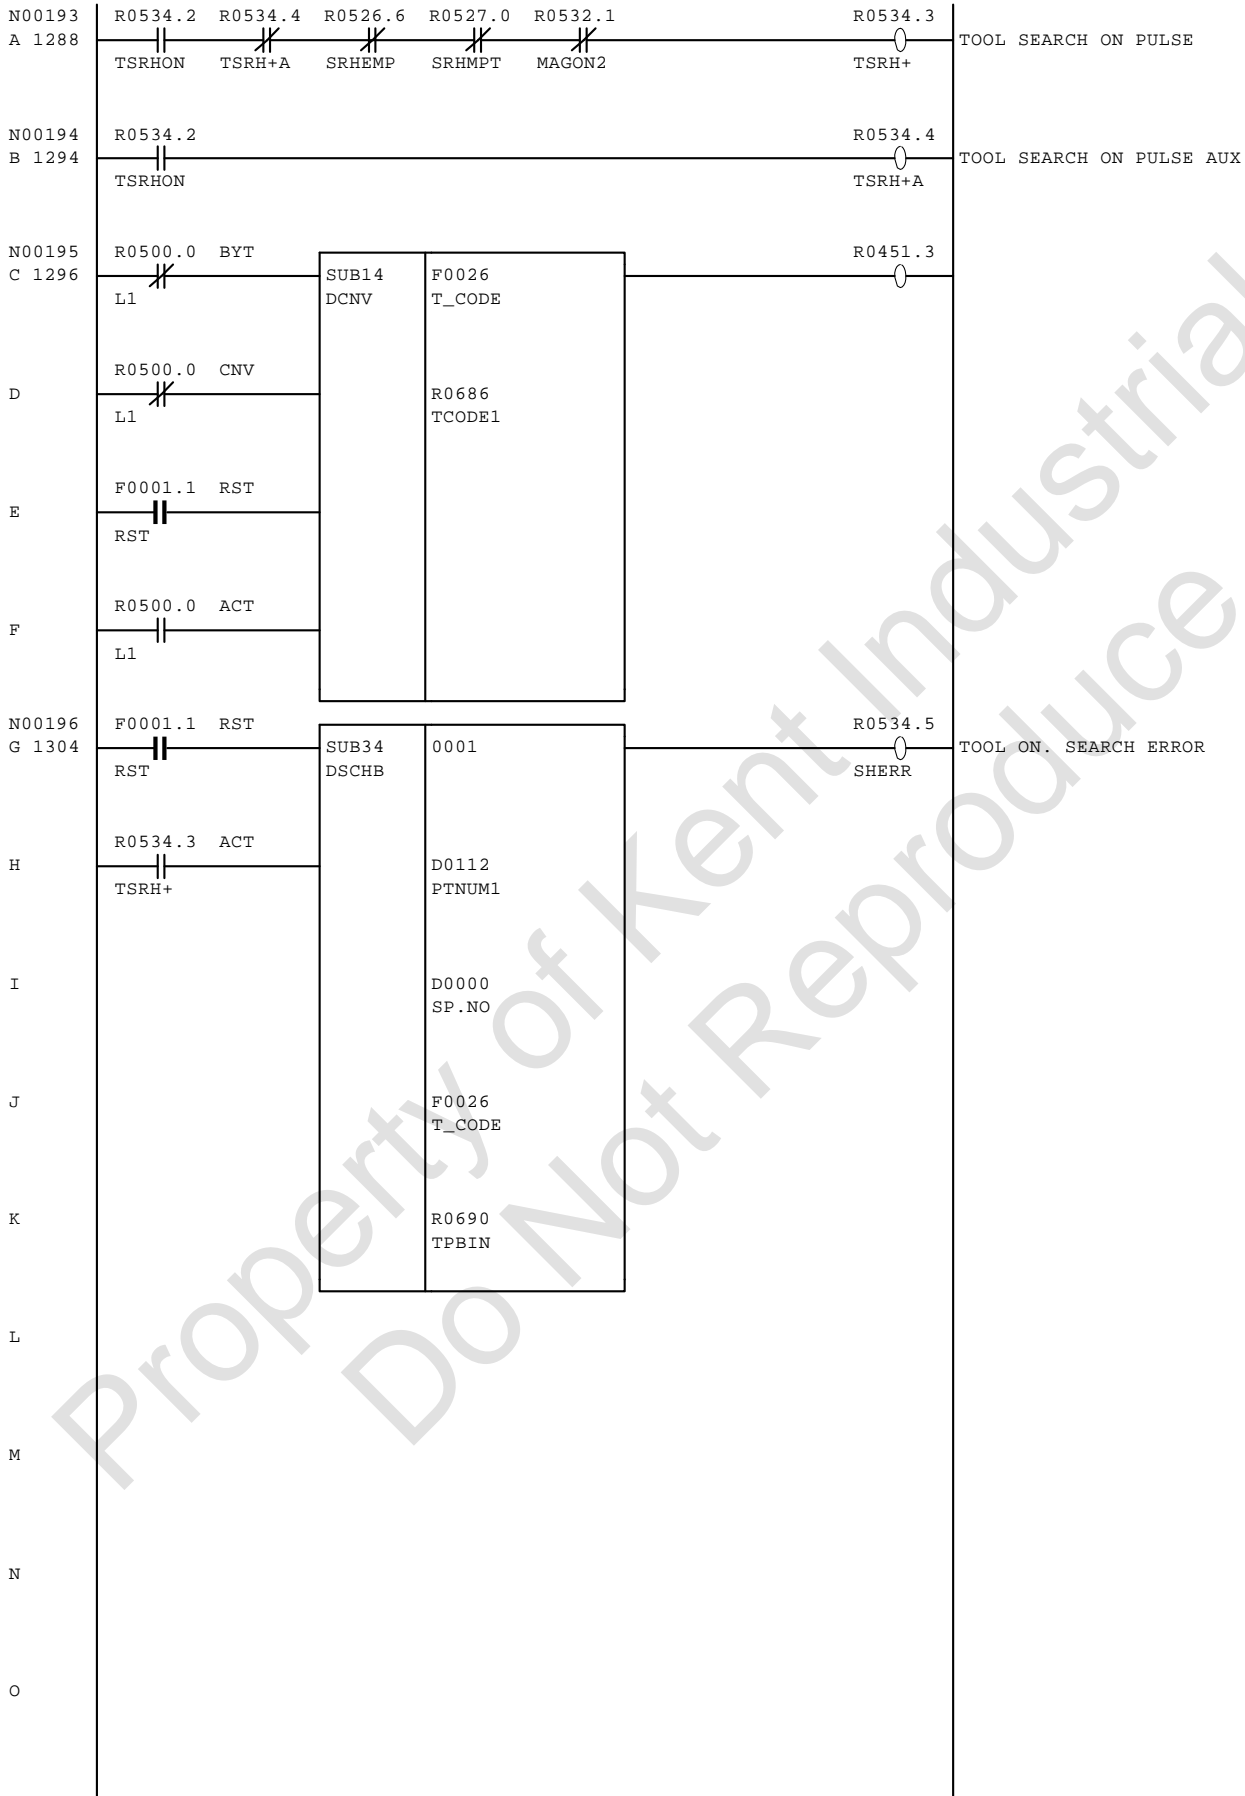 N00193 R0534.2 R0534.4 R0526.6 R0527.0 R0532.1 R0534.3
A 1288 TOOL SEARCH ON PULSE
TSRHON TSRH+A SRHEMP SRHMPT MAGON2 TSRH+
N00194 R0534.2 R0534.4
B 1294 TOOL SEARCH ON PULSE AUX
TSRHON TSRH+A
N00195 R0500.0 BYT R0451.3
C 1296 SUB14 F0026
L1 DCNV T_CODE
R0500.0 CNV
D R0686
L1 TCODE1
F0001.1 RST
E
RST
R0500.0 ACT
F
L1
N00196 F0001.1 RST R0534.5
G 1304 SUB34 0001 TOOL ON. SEARCH ERROR
RST DSCHB SHERR
R0534.3 ACT
H D0112
TSRH+ PTNUM1
I D0000
SP.NO
J F0026
T_CODE
K R0690
TPBIN
L
M
N
O
Property of Kent Industrial
Do Not Reproduce